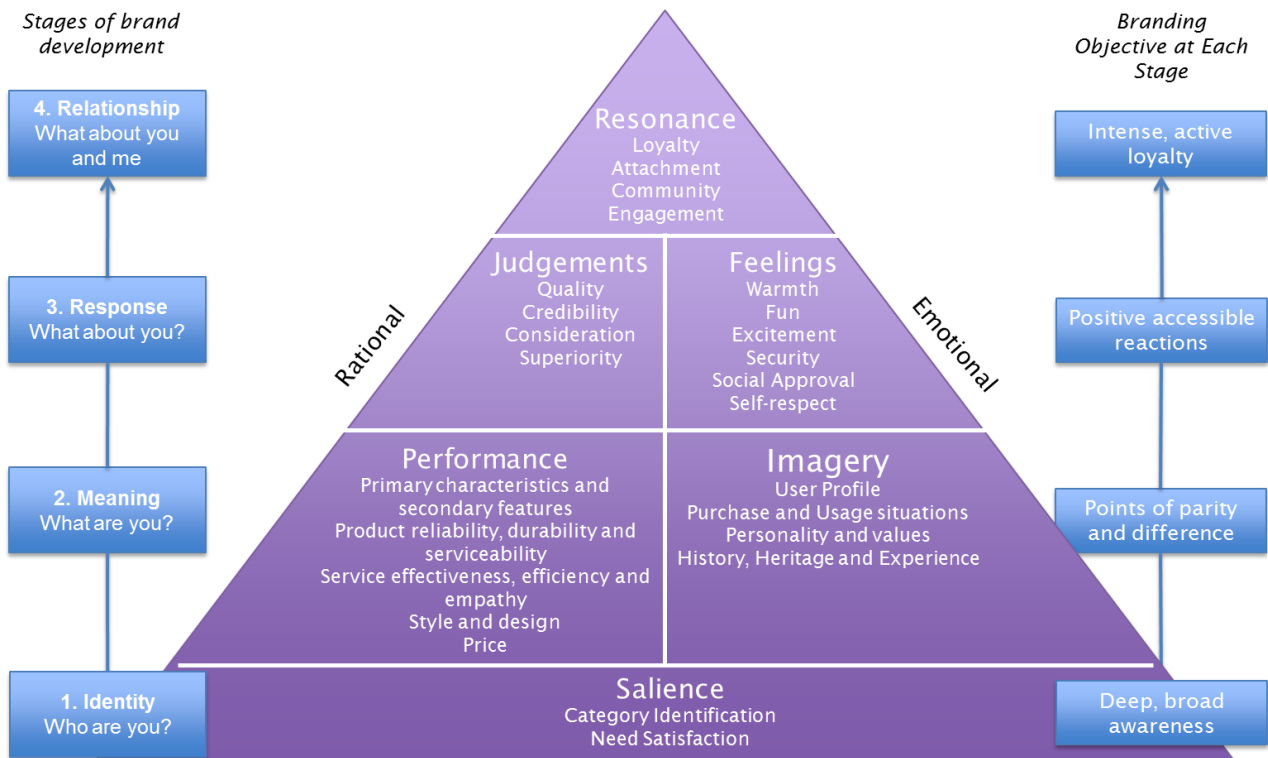 Stages of brand
development
4. Relationship
What about you
and me
3. Response
What about you?
2. Meaning
What are you?
1. Identity
Who are you?
Resonance
Loyalty
Attachment
Community
Engagement
Rational
Judgements
Quality
Credibility
Consideration
Superiority
Feelings
Warmth
Fun
Excitement
Security
Social Approval
Self-respect
Emotional
Performance
Primary characteristics and
secondary features
Product reliability, durability and
serviceability
Service effectiveness, efficiency and
empathy
Style and design
Price
Imagery
User Profile
Purchase and Usage situations
Personality and values
History, Heritage and Experience
Salience
Category Identification
Need Satisfaction
Branding
Objective at Each
Stage
Intense, active
loyalty
Positive accessible
reactions
Points of parity
and difference
Deep, broad
awareness